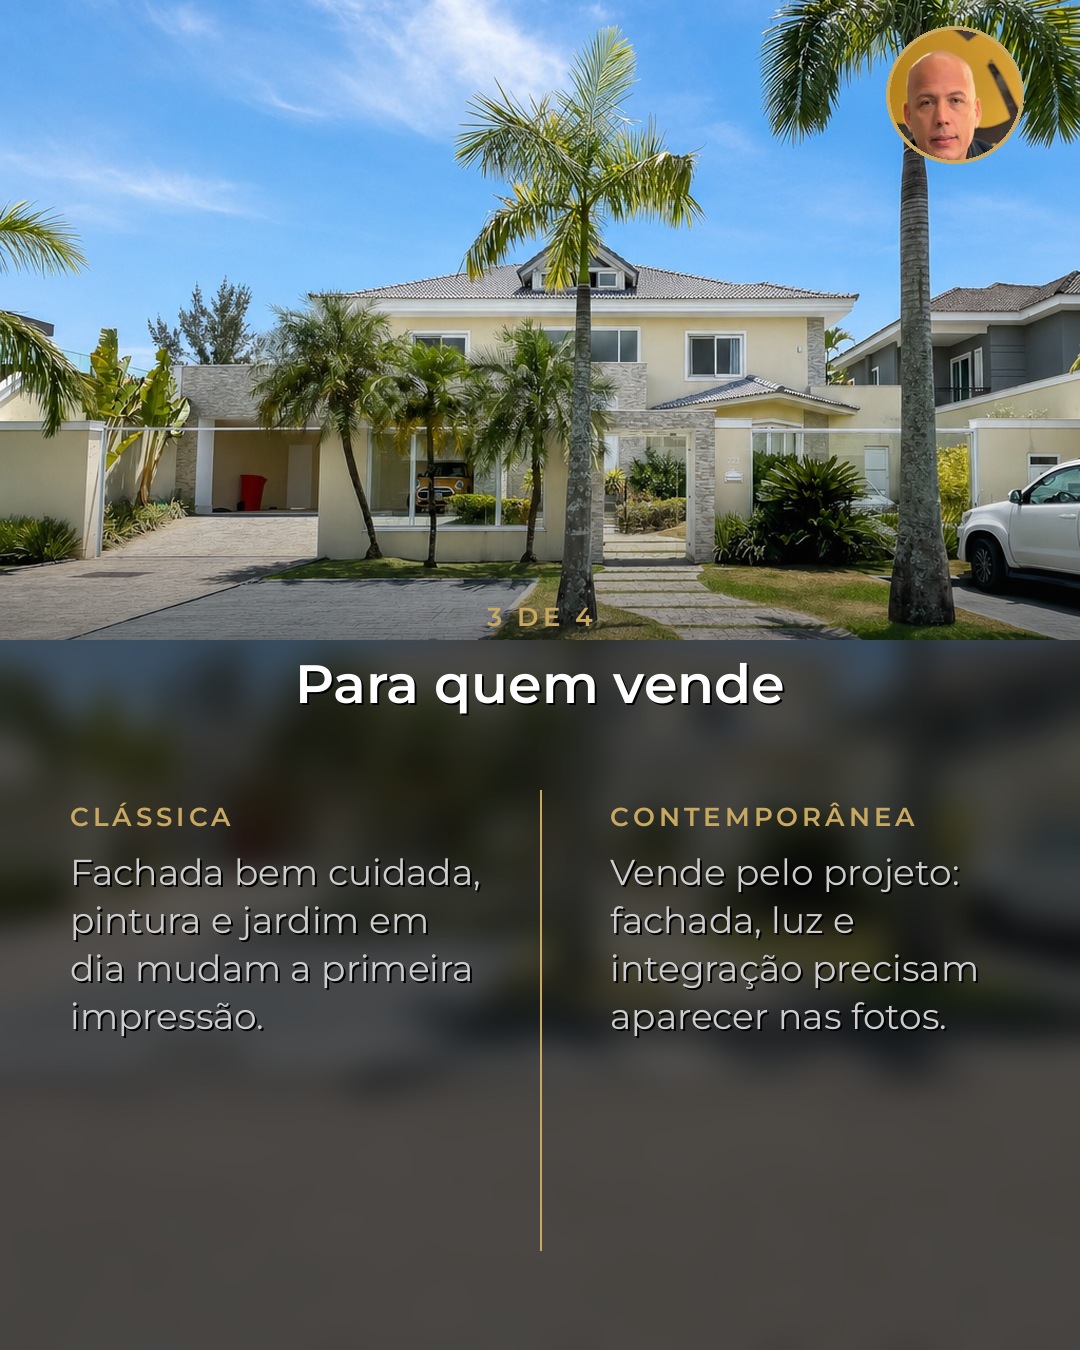 3 DE 4
Para quem vende
CLÁSSICA
Fachada bem cuidada,
pintura e jardim em
dia mudam a primeira
impressão.
CONTEMPORÂNEA
Vende pelo projeto:
fachada, luz e
integração precisam
aparecer nas fotos.